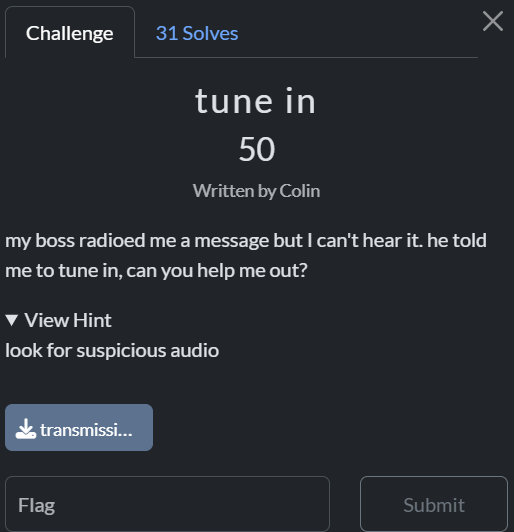 Challenge
31 Solves
tune in
50
Written by Colin
my boss radioed me a message but I can't hear it. he told
me to tune in, can you help me out?
▼ View Hint
look for suspicious audio
transmissi...
Flag
Submit